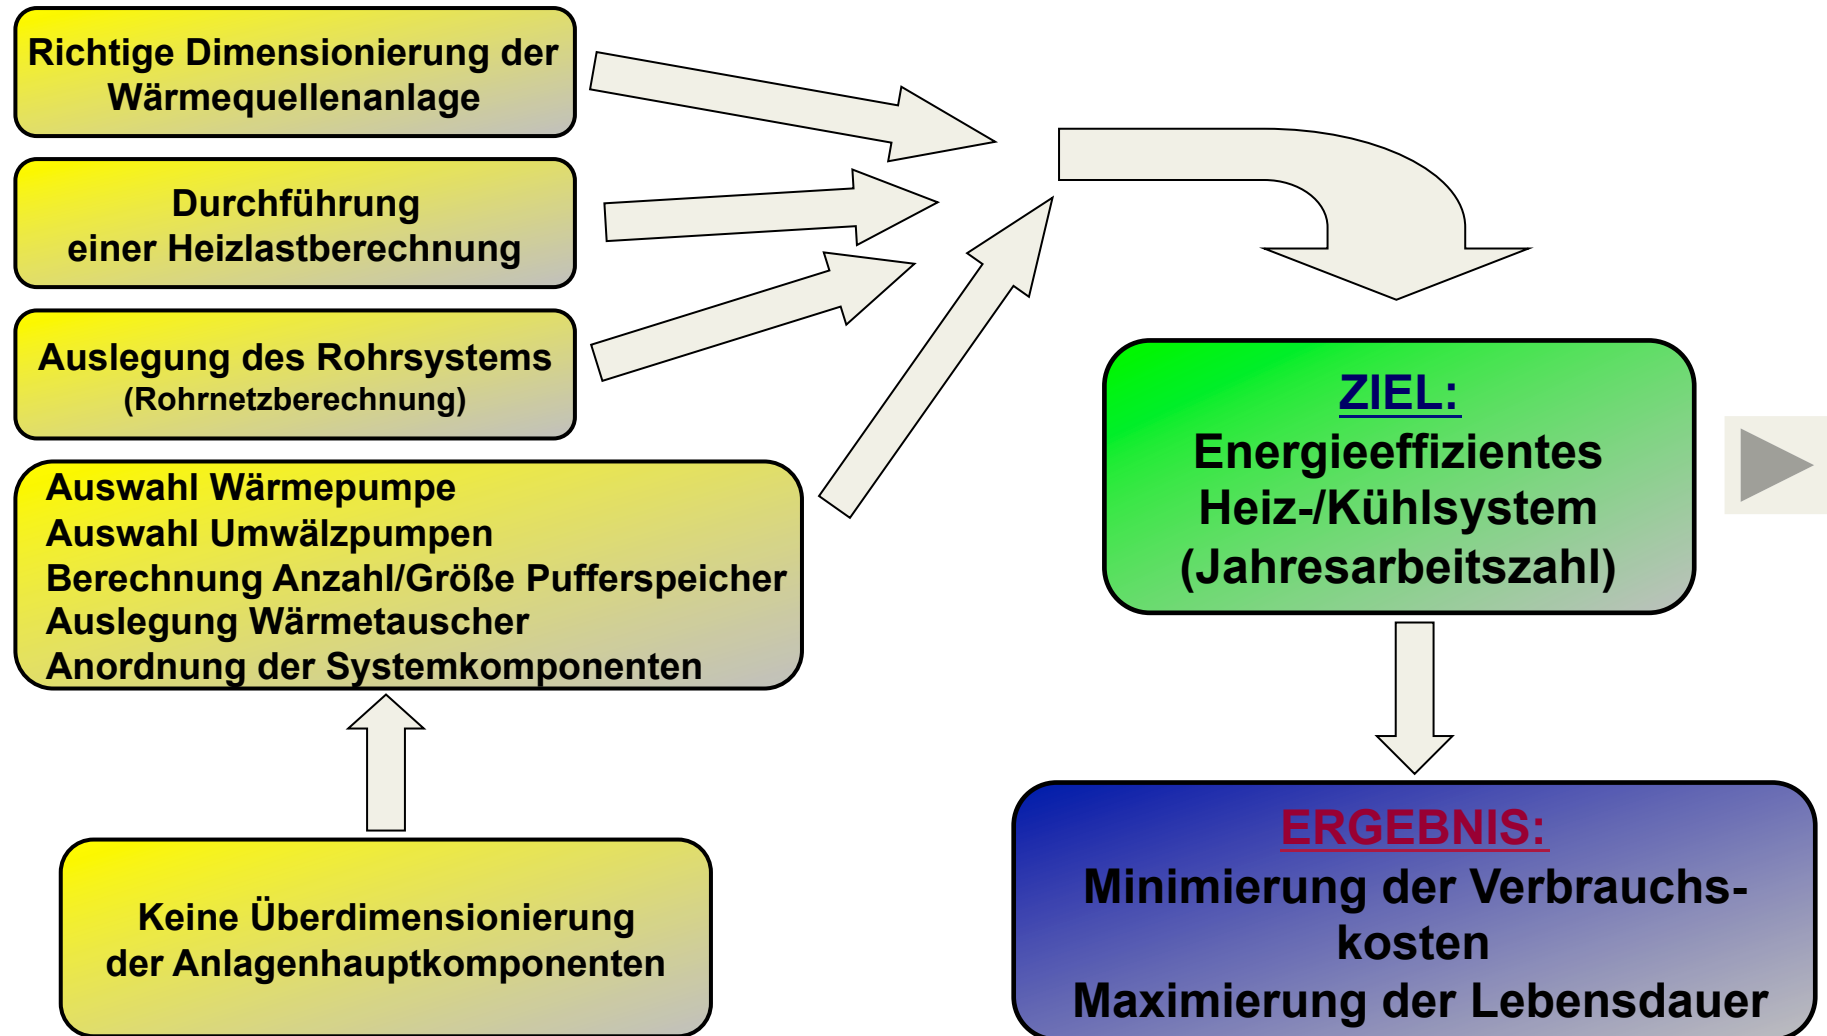 Richtige Dimensionierung der
Wärmequellenanlage
Durchführung
einer Heizlastberechnung
Auslegung des Rohrsystems
(Rohrnetzberechnung)
Auswahl Wärmepumpe
Auswahl Umwälzpumpen
Berechnung Anzahl/Größe Pufferspeicher
Auslegung Wärmetauscher
Anordnung der Systemkomponenten
Keine Überdimensionierung
der Anlagenhauptkomponenten
ZIEL:
Energieeffizientes
Heiz-/Kühlsystem
(Jahresarbeitszahl)
ERGEBNIS:
Minimierung der Verbrauchs-
kosten
Maximierung der Lebensdauer